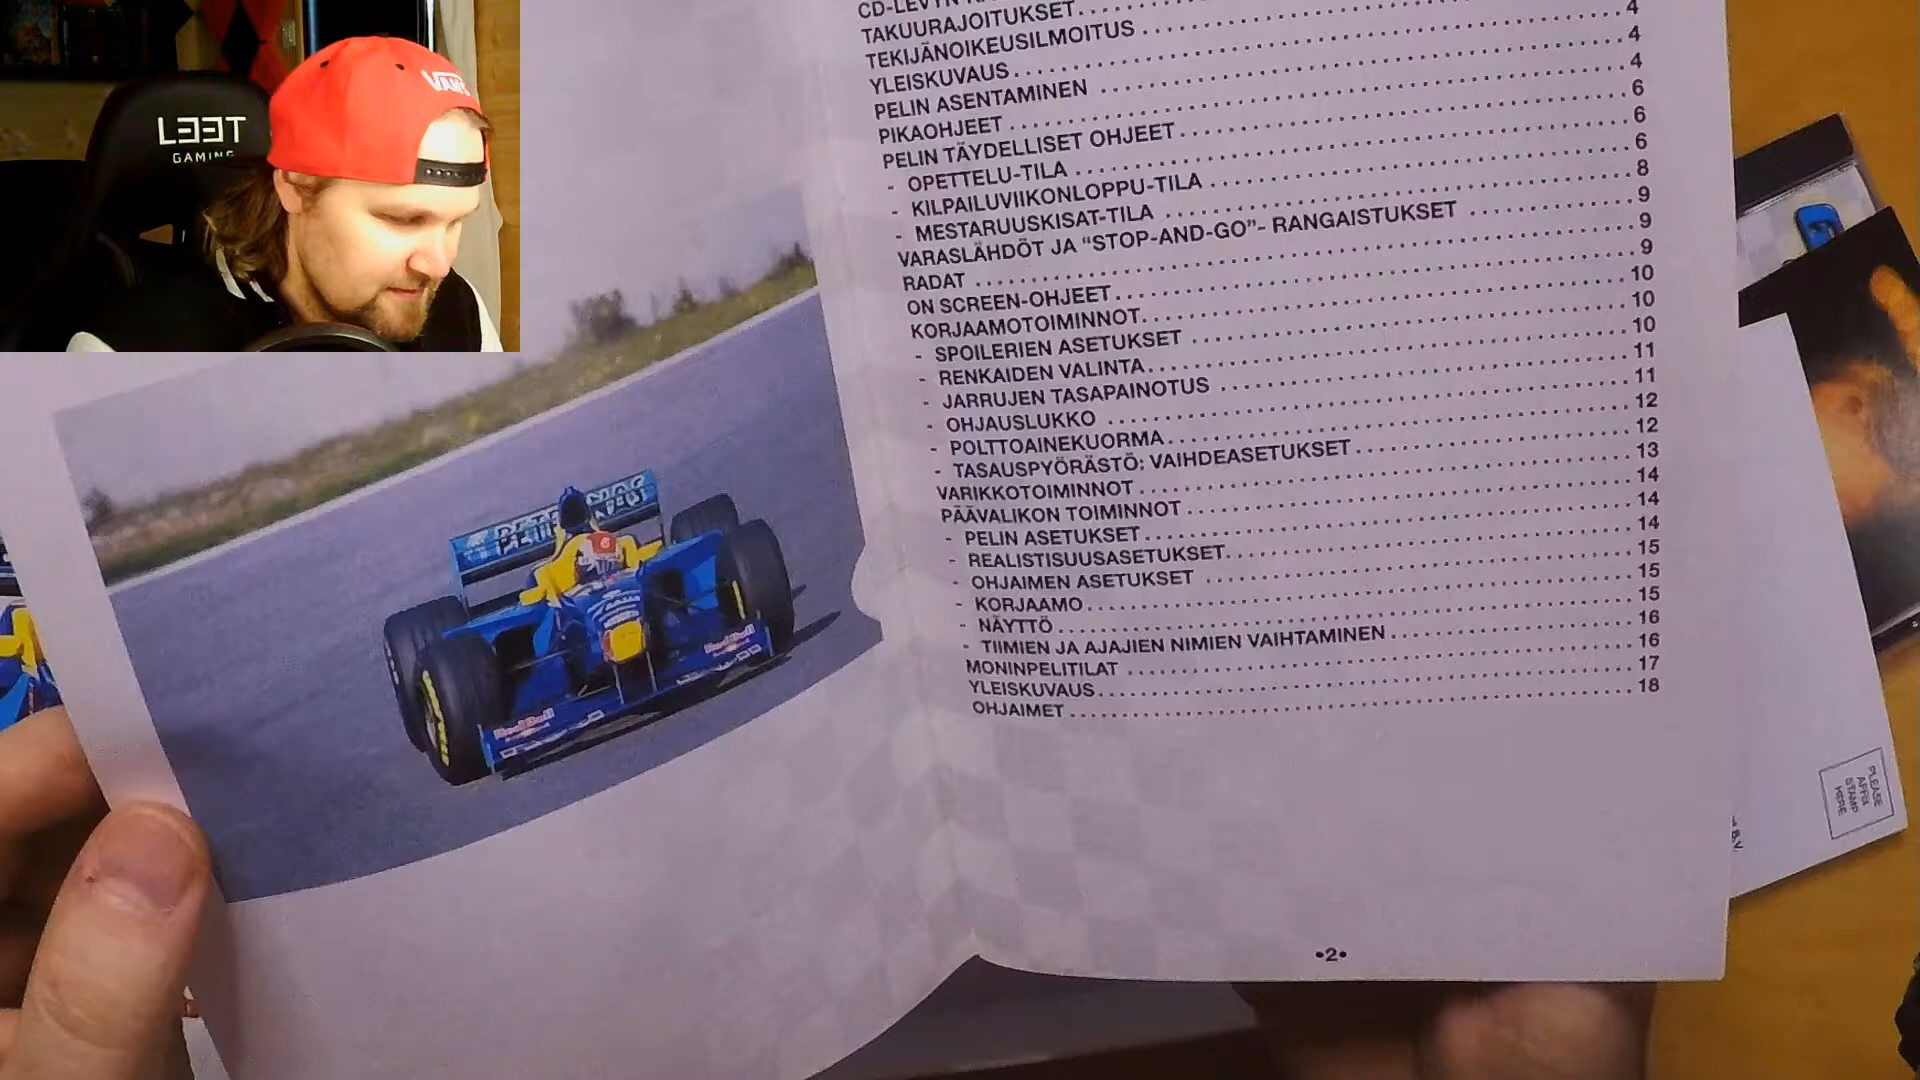 L33T
GAMING
VANS
CD-LEVYN
TAKUURAJOITUKSET
TEKIJÄNOIKEUSILMOITUS 4
YLEISKUVAUS 4
PELIN ASENTAMINEN 4
PIKAOHJEET 6
PELIN TÄYDELLISET OHJEET 6
- OPETTELU-TILA 6
- KILPAILUVIIKONLOPPU-TILA 8
- MESTARUUSKISAT-TILA 9
VARASLÄHDÖT JA “STOP-AND-GO”- RANGAISTUKSET 9
RADAT 9
ON SCREEN-OHJEET 10
KORJAAMOTOIMINNOT 10
- SPOILERIEN ASETUKSET 10
- RENKAIDEN VALINTA 11
- JARRUJEN TASAPAINOTUS 11
- OHJAUSLUKKO 12
- POLTTOAINEKUORMA 12
- TASAUSPYÖRÄSTÖ: VAIHDEASETUKSET 13
VARIKKOTOIMINNOT 14
PÄÄVALIKON TOIMINNOT 14
- PELIN ASETUKSET 14
- REALISTISUUSASETUKSET 15
- OHJAIMEN ASETUKSET 15
- KORJAAMO 15
- NÄYTTÖ 16
- TIIMIEN JA AJAJIEN NIMIEN VAIHTAMINEN 16
MONINPELITILAT 17
YLEISKUVAUS 18
OHJAIMET
•2•
Red Bull
Red Bull
PLEASE
AFFIX
STAMP
HERE
B.V.